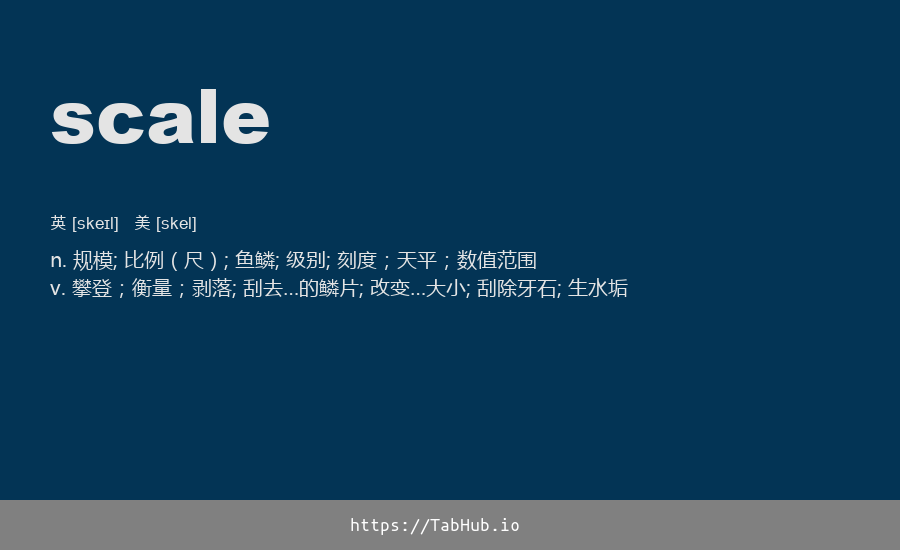 scale
英 [skeɪl] 美 [skel]
n. 规模; 比例（尺）; 鱼鳞; 级别; 刻度；天平；数值范围
v. 攀登；衡量；剥落; 刮去...的鳞片; 改变...大小; 刮除牙石; 生水垢
https://TabHub.io